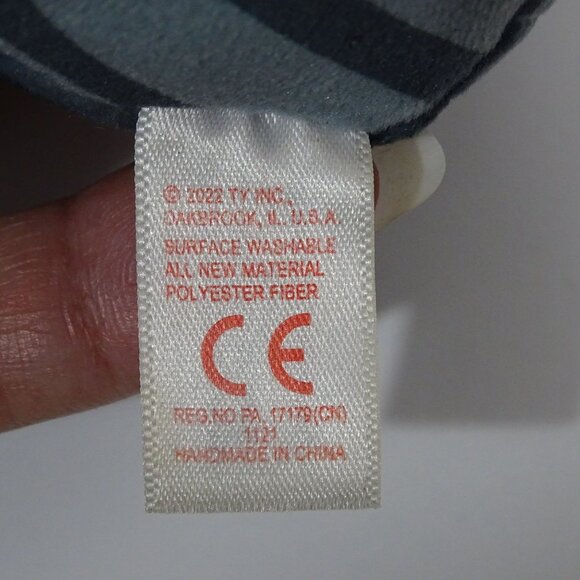 © 2022 TY INC.,
OAKBROOK, IL, U.S.A.
SURFACE WASHABLE
ALL NEW MATERIAL
POLYESTER FIBER
CE
REG.NO PA. 17179(CN)
1121
HANDMADE IN CHINA